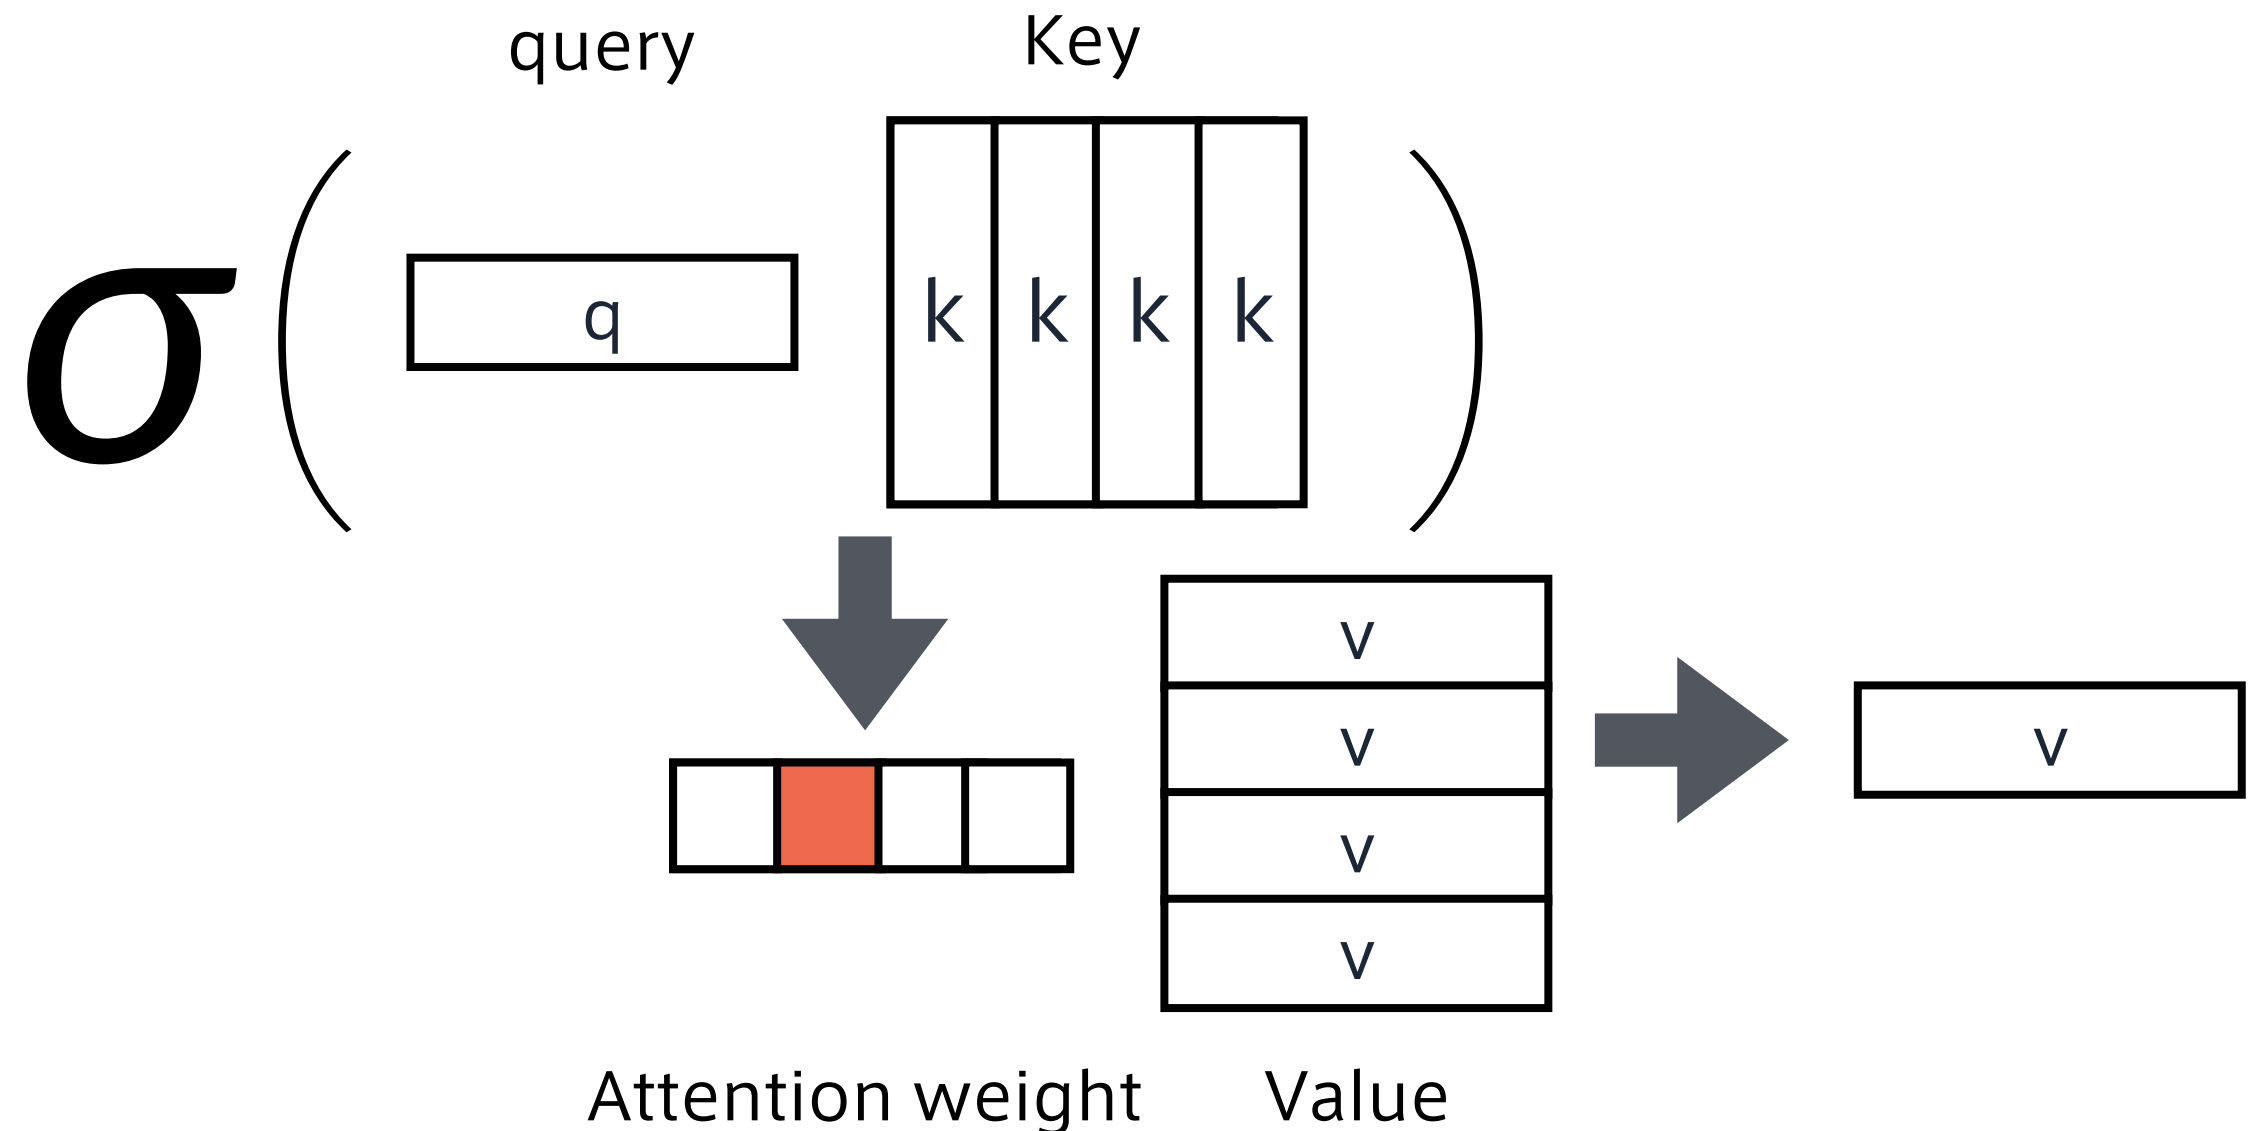 query Key
σ ( q k k k k )
v
v v
v
v
Attention weight Value